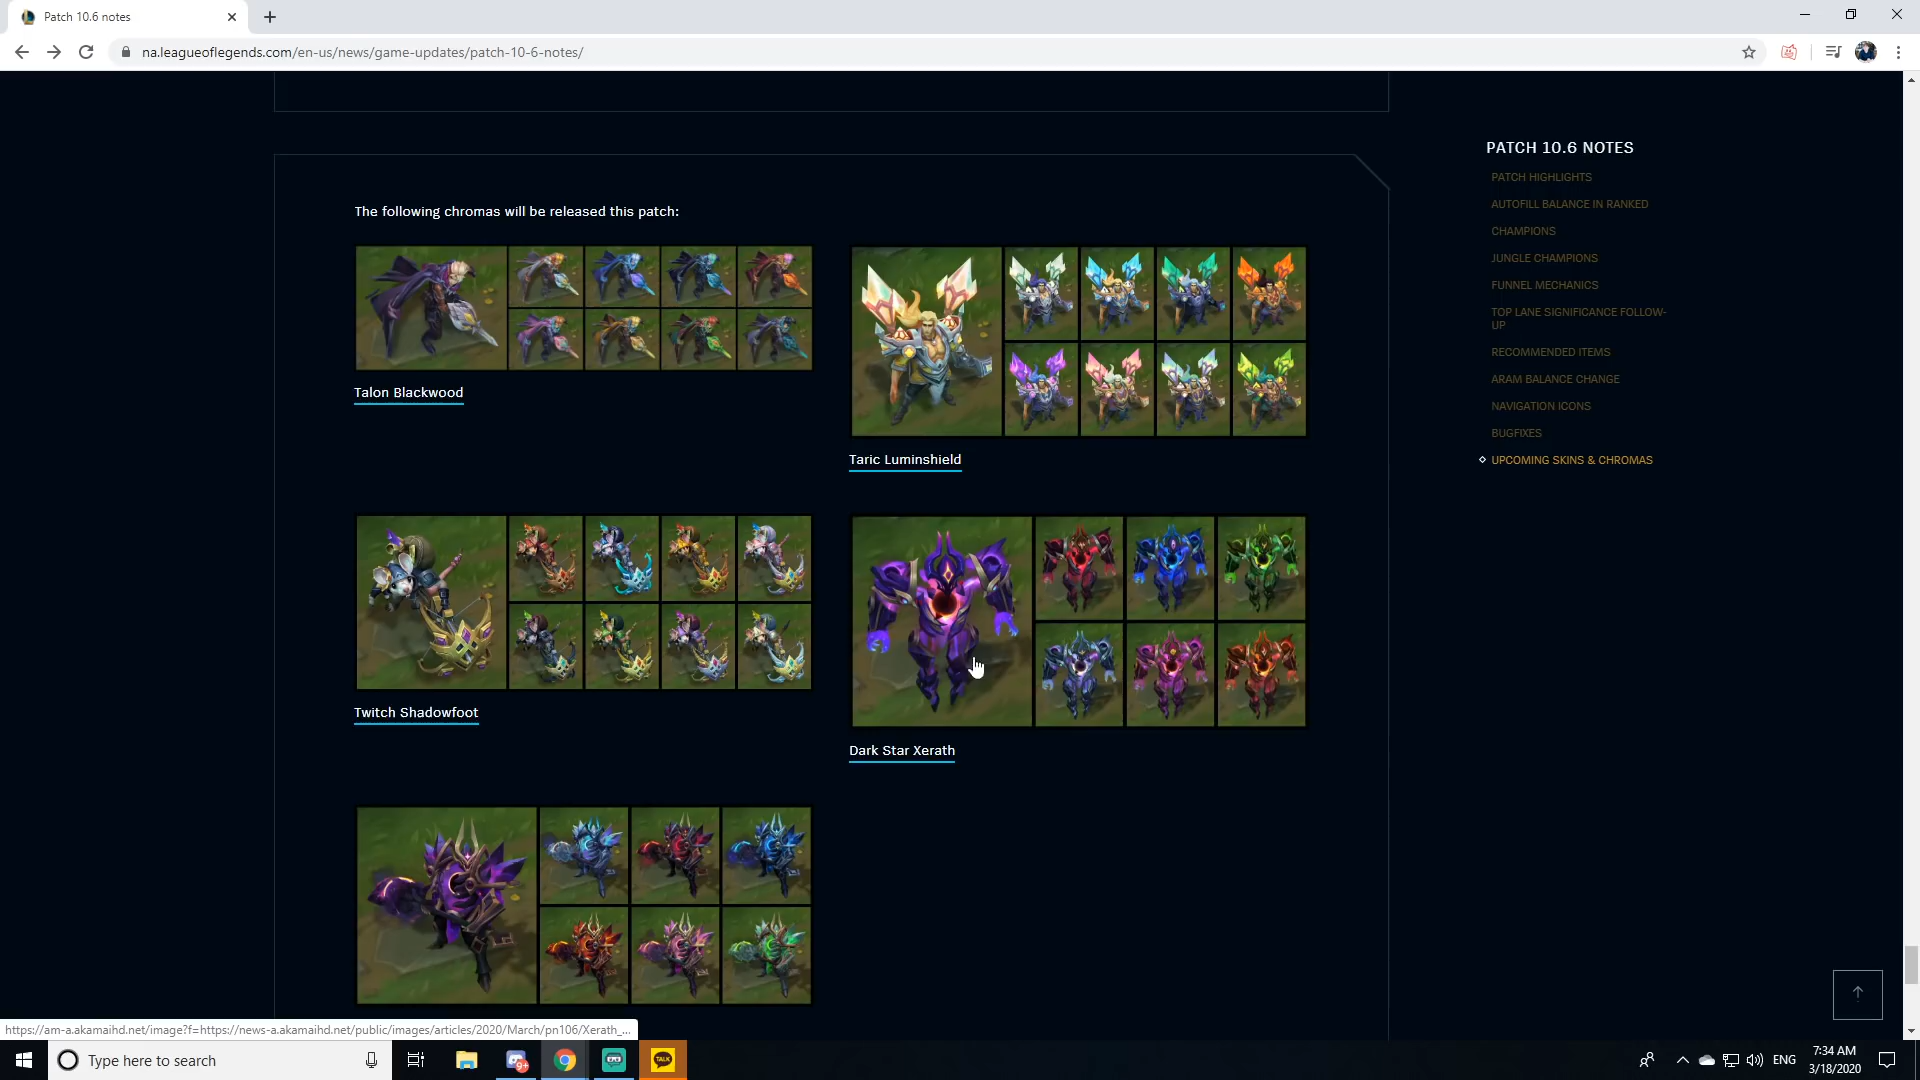 Patch 10.6 notes
na.leagueoflegends.com/en-us/news/game-updates/patch-10-6-notes/
The following chromas will be released this patch:
Talon Blackwood
Taric Luminshield
Twitch Shadowfoot
Dark Star Xerath
PATCH 10.6 NOTES
PATCH HIGHLIGHTS
AUTOFILL BALANCE IN RANKED
CHAMPIONS
JUNGLE CHAMPIONS
FUNNEL MECHANICS
TOP LANE SIGNIFICANCE FOLLOW-
UP
RECOMMENDED ITEMS
ARAM BALANCE CHANGE
NAVIGATION ICONS
BUGFIXES
UPCOMING SKINS & CHROMAS
https://am-a.akamaihd.net/image?f=https://news-a.akamaihd.net/public/images/articles/2020/March/pn106/Xerath_...
Type here to search
9+
TALK
ENG
7:34 AM
3/18/2020